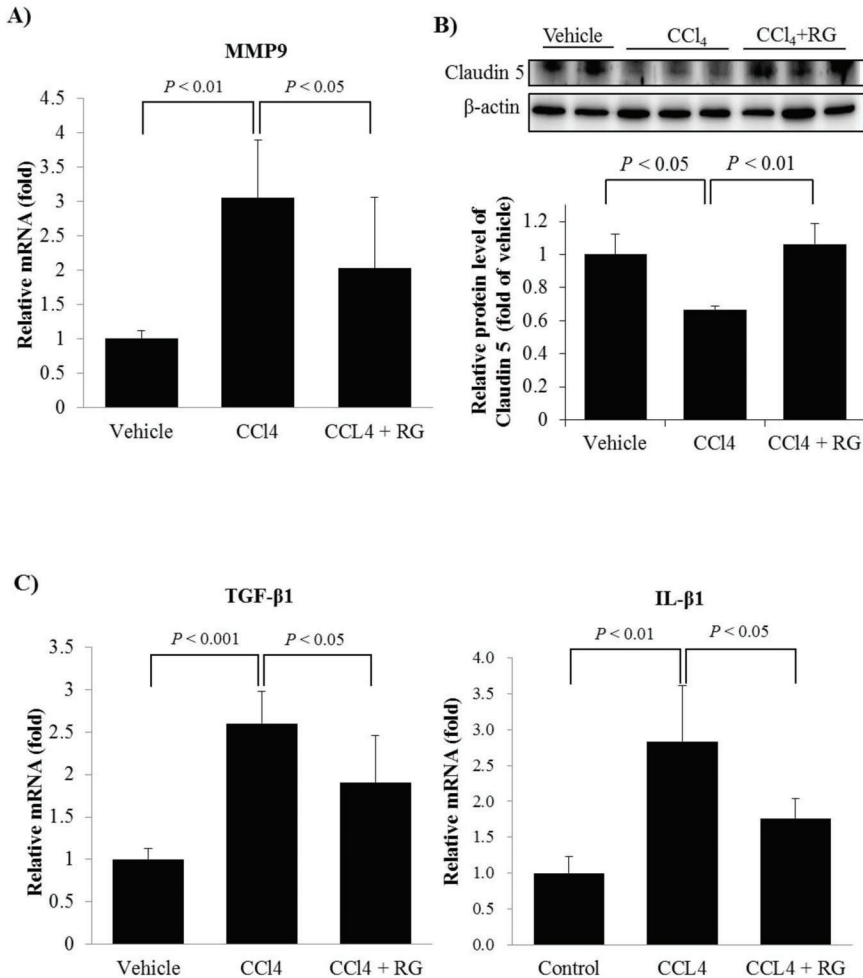 A)
MMP9
P < 0.01
P < 0.05
Relative mRNA (fold)
4.5
4
3.5
3
2.5
2
1.5
1
0.5
0
Vehicle CCl4 CCL4 + RG
B)
Vehicle CCl₄ CCl₄+RG
Claudin 5
β-actin
P < 0.05
P < 0.01
Relative protein level of
Claudin 5 (fold of vehicle)
1.2
1
0.8
0.6
0.4
0.2
0
Vehicle CCl4 CCl4 + RG
C)
TGF-β1
P < 0.001
P < 0.05
Relative mRNA (fold)
3.5
3
2.5
2
1.5
1
0.5
0
Vehicle CCl4 CCl4 + RG
IL-β1
P < 0.01
P < 0.05
Relative mRNA (fold)
4.0
3.5
3.0
2.5
2.0
1.5
1.0
0.5
0.0
Control CCL4 CCL4 + RG